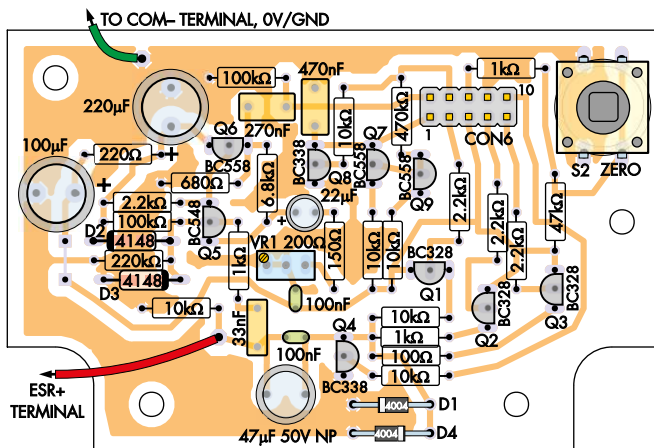 TO COM– TERMINAL, 0V/GND
100kΩ
470nF
1kΩ
10
220µF
270nF
10kΩ
470kΩ
1
CON6
S2 ZERO
Q6
BC558
Q7
BC558
BC338
Q8
BC558
Q9
100µF
220Ω
+
+
680Ω
6.8kΩ
22µF
+
2.2kΩ
100kΩ
BC548
Q5
D2
4148
220kΩ
4148
D3
1kΩ
VR1 200Ω
150Ω
10kΩ
10kΩ
2.2kΩ
2.2kΩ
2.2kΩ
47kΩ
BC328
Q1
BC328
Q2
BC328
Q3
10kΩ
33nF
100nF
100nF
Q4
BC338
10kΩ
1kΩ
100Ω
10kΩ
ESR+
TERMINAL
47µF 50V NP
4004
D1
4004
D4